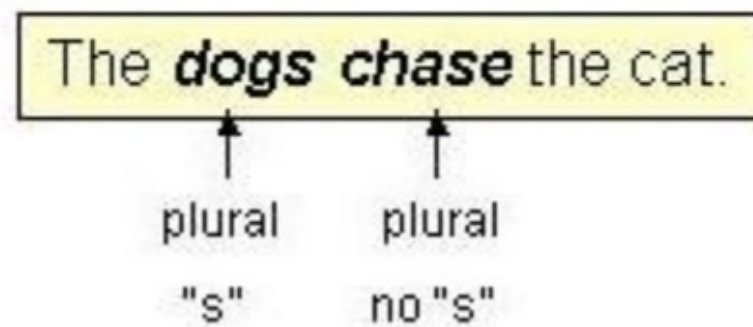 The dogs chase the cat.
plural plural
"s" no "s"